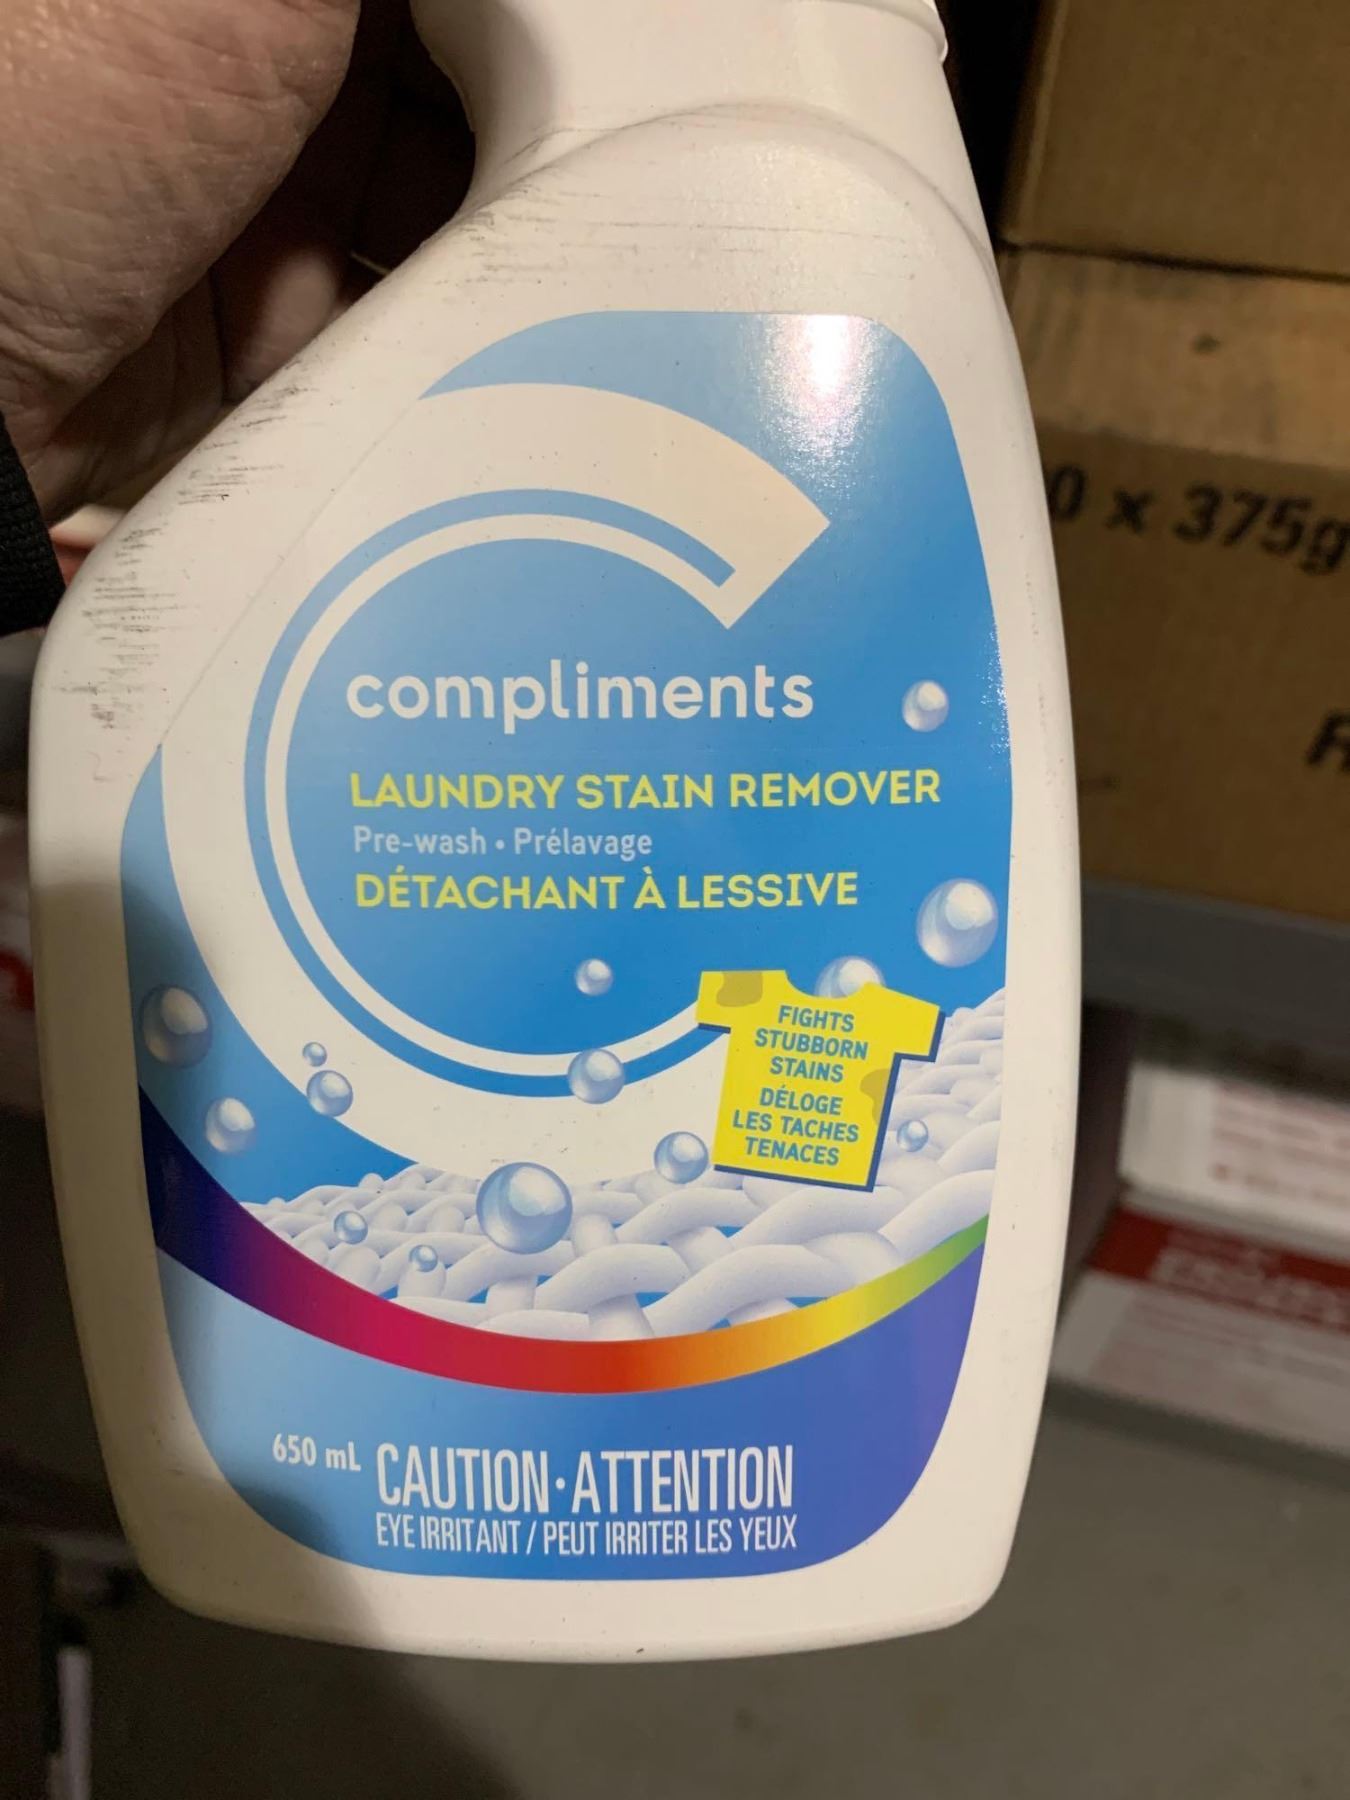 compliments
LAUNDRY STAIN REMOVER
Pre-wash • Prélavage
DÉTACHANT À LESSIVE
FIGHTS
STUBBORN
STAINS
DÉLOGE
LES TACHES
TENACES
650 mL
CAUTION • ATTENTION
EYE IRRITANT / PEUT IRRITER LES YEUX
0 x 375g